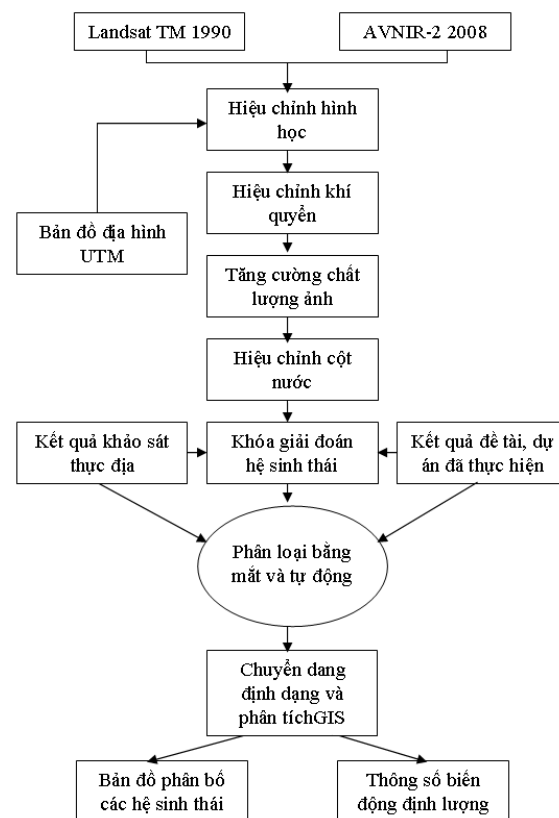 Landsat TM 1990
AVNIR-2 2008
Hiệu chỉnh hình
học
Hiệu chỉnh khí
quyển
Bản đồ địa hình
UTM
Tăng cường chất
lượng ảnh
Hiệu chỉnh cột
nước
Kết quả khảo sát
thực địa
Khóa giải đoán
hệ sinh thái
Kết quả đề tài, dự
án đã thực hiện
Phân loại bằng
mắt và tự động
Chuyển dang
định dạng và
phân tíchGIS
Bản đồ phân bố
các hệ sinh thái
Thông số biến
động định lượng